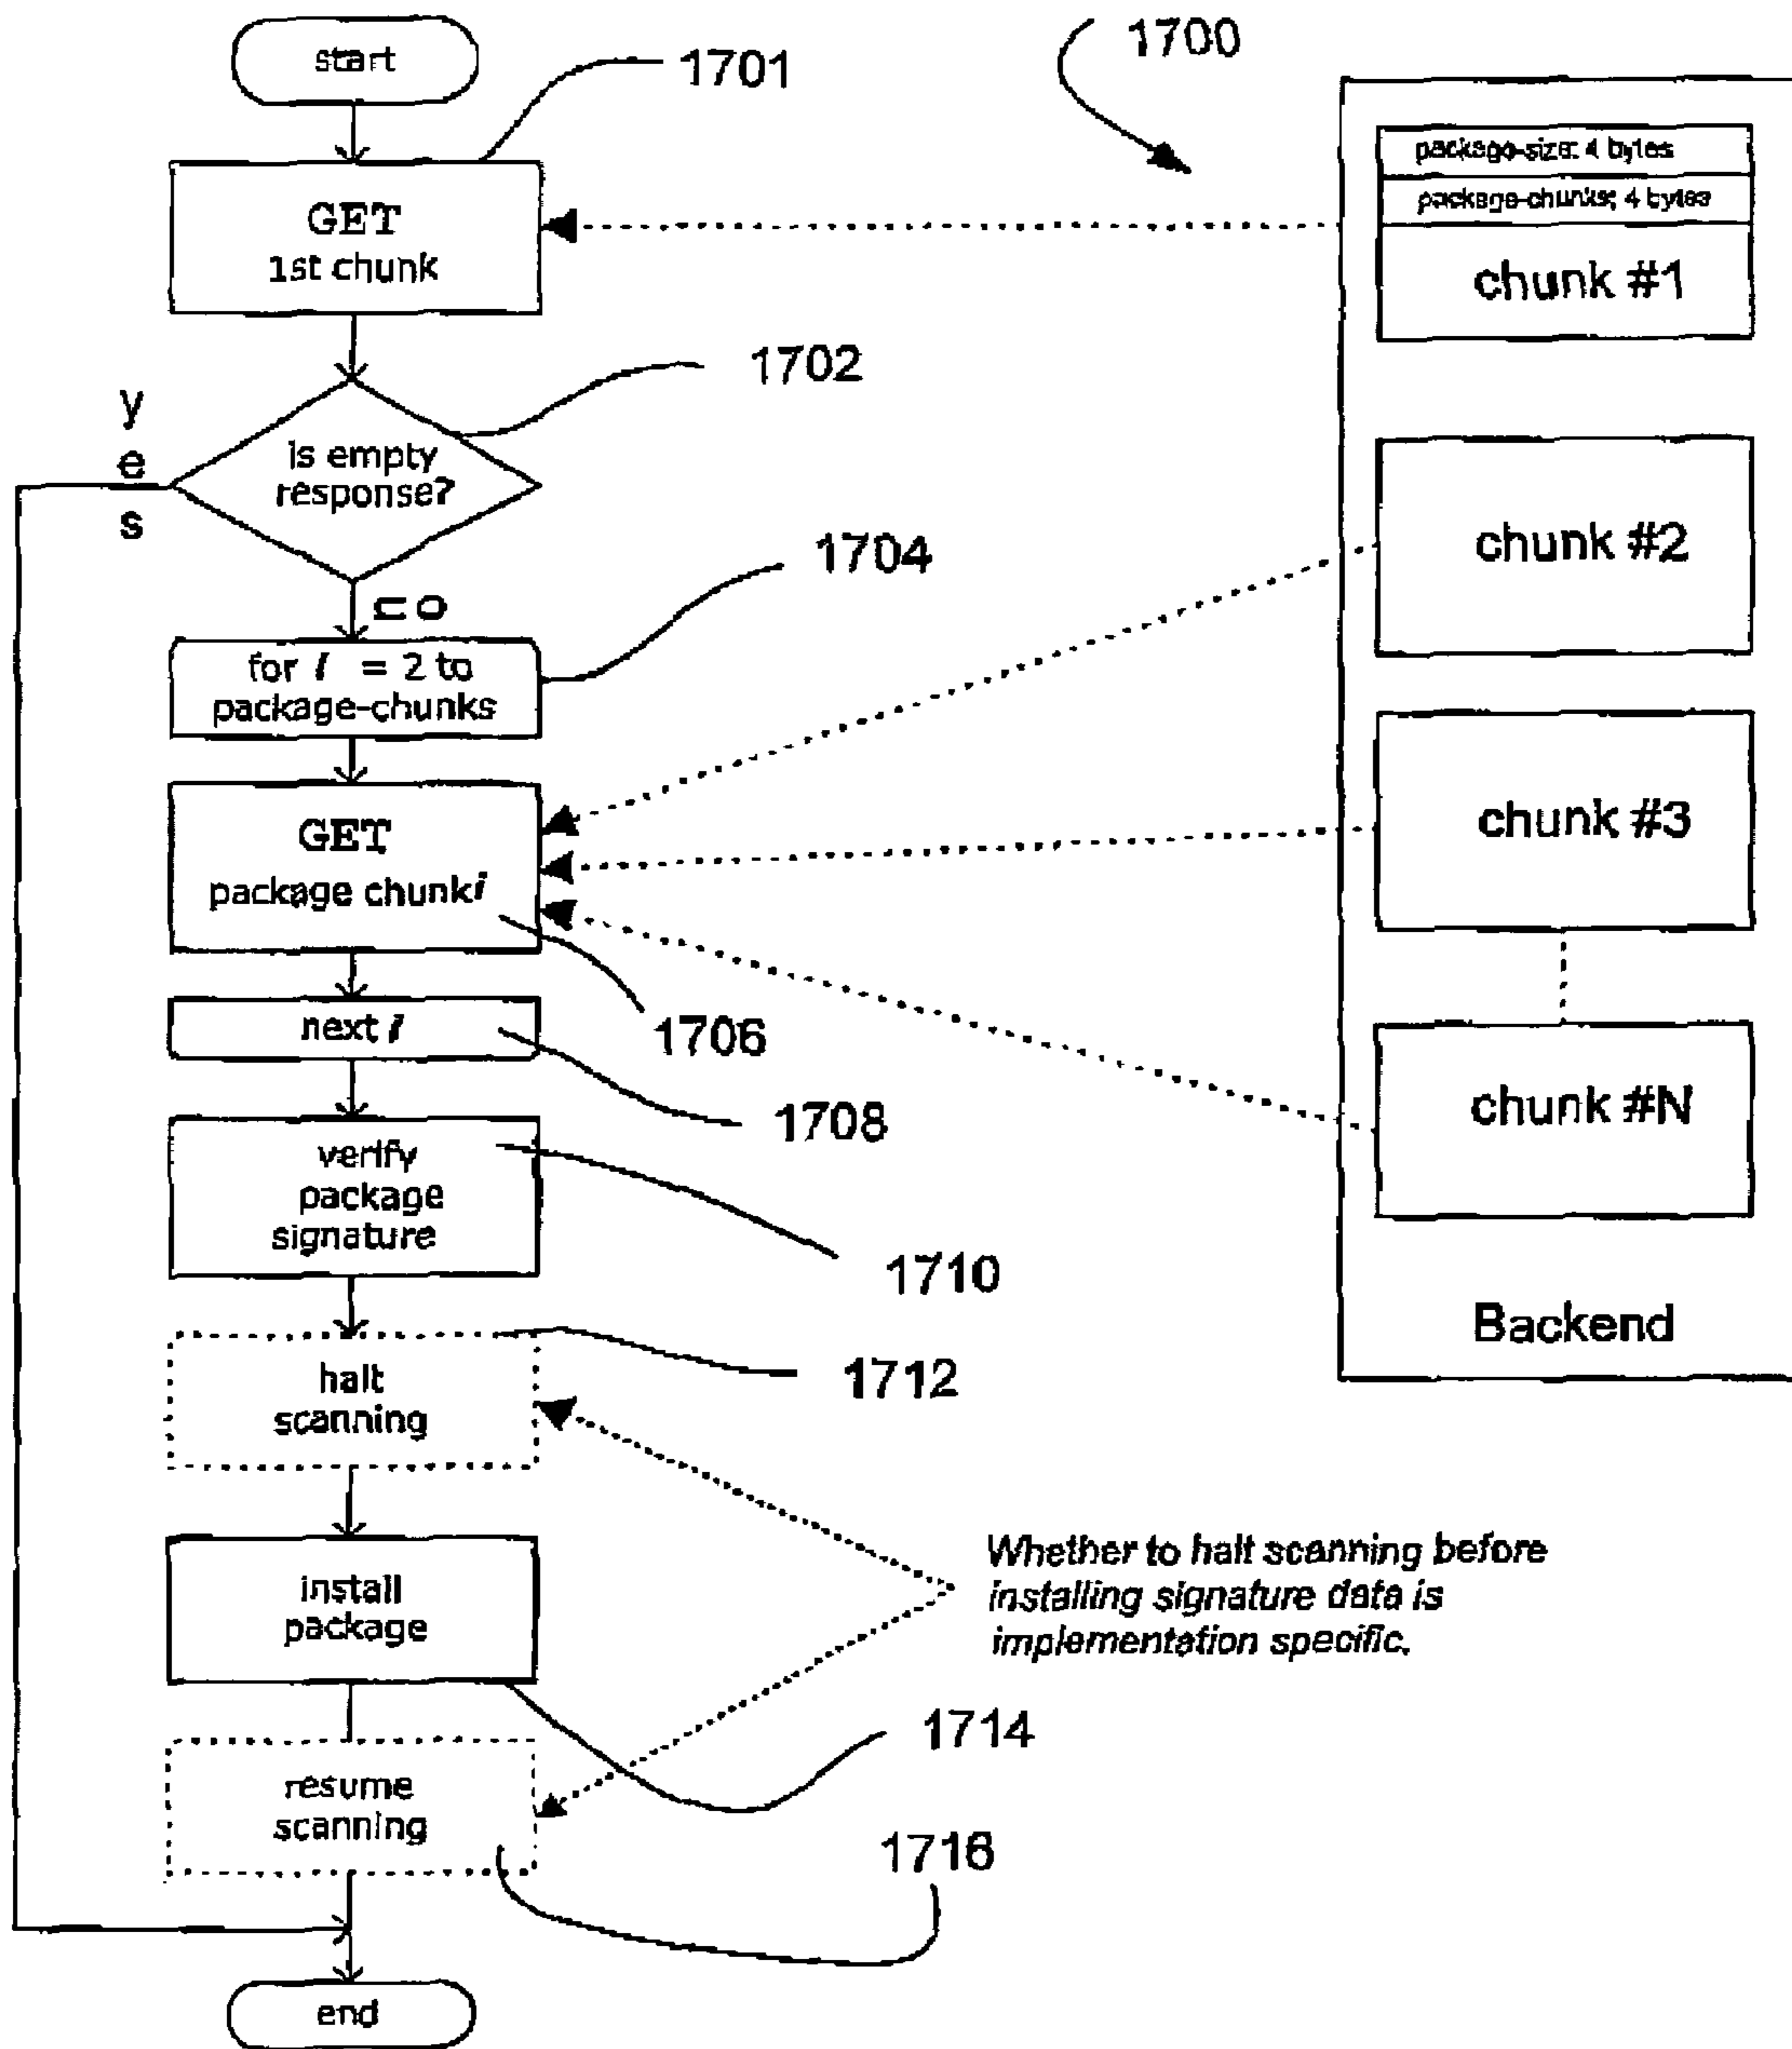 start
1701
1700
GET
1st chunk
package-size: 4 bytes
package-chunks: 4 bytes
chunk #1
1702
yes
is empty
response?
chunk #2
1704
no
for i = 2 to
package-chunks
GET
package chunk i
chunk #3
next i
1706
1708
chunk #N
verify
package
signature
1710
Backend
halt
scanning
1712
Whether to halt scanning before
installing signature data is
implementation specific.
install
package
1714
resume
scanning
1716
end